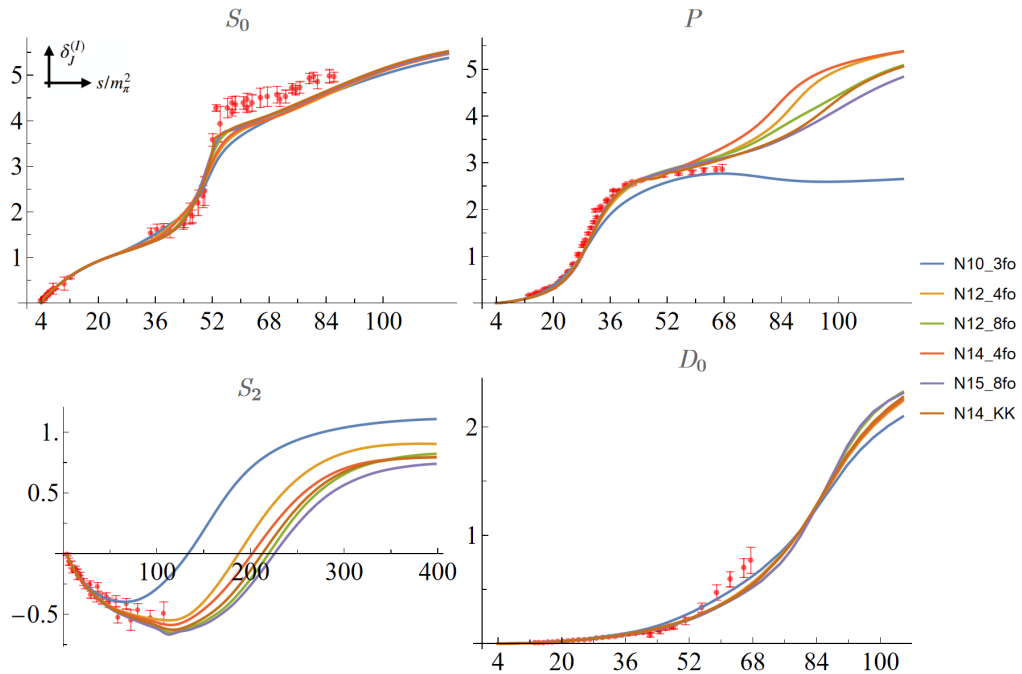 S₀
δ_J^(I)
s/m_π²
5
4
3
2
1
4 20 36 52 68 84 100
P
5
4
3
2
1
4 20 36 52 68 84 100
N10_3fo
N12_4fo
N12_8fo
N14_4fo
N15_8fo
N14_KK
S₂
1.
0.5
−0.5
100 200 300 400
D₀
2
1
4 20 36 52 68 84 100